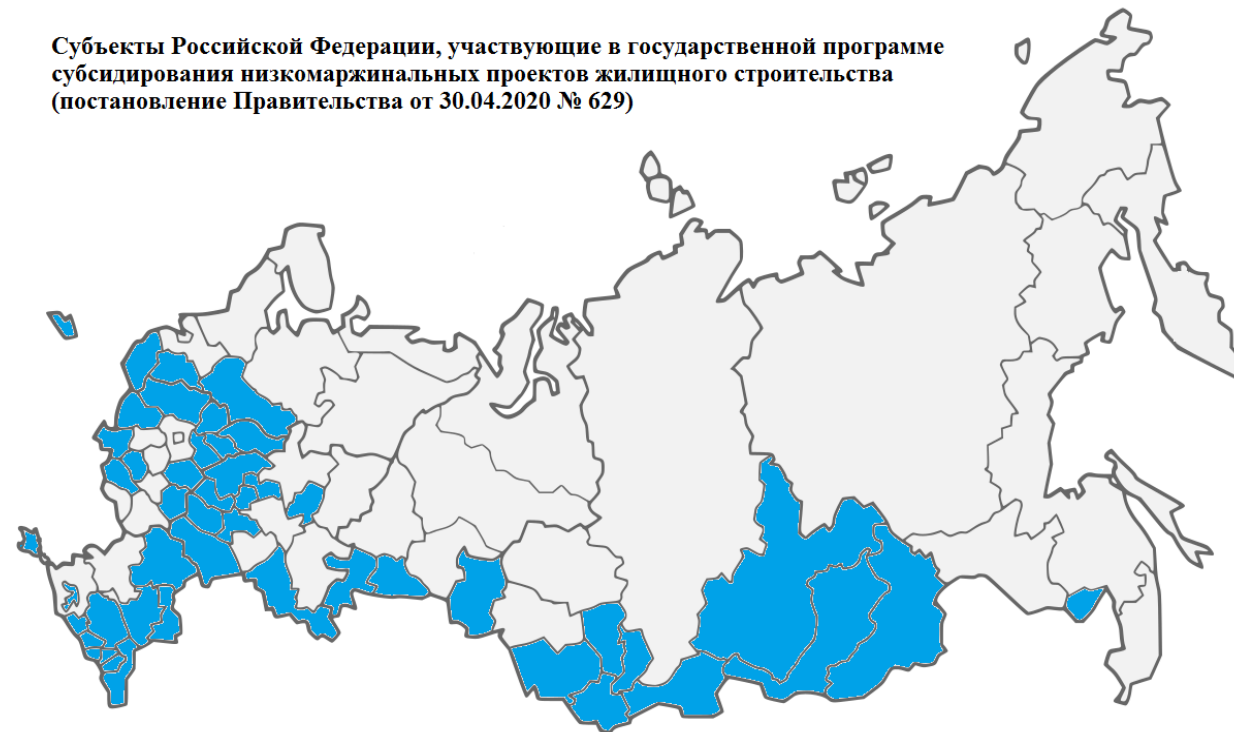 Субъекты Российской Федерации, участвующие в государственной программе
субсидирования низкомаржинальных проектов жилищного строительства
(постановление Правительства от 30.04.2020 № 629)